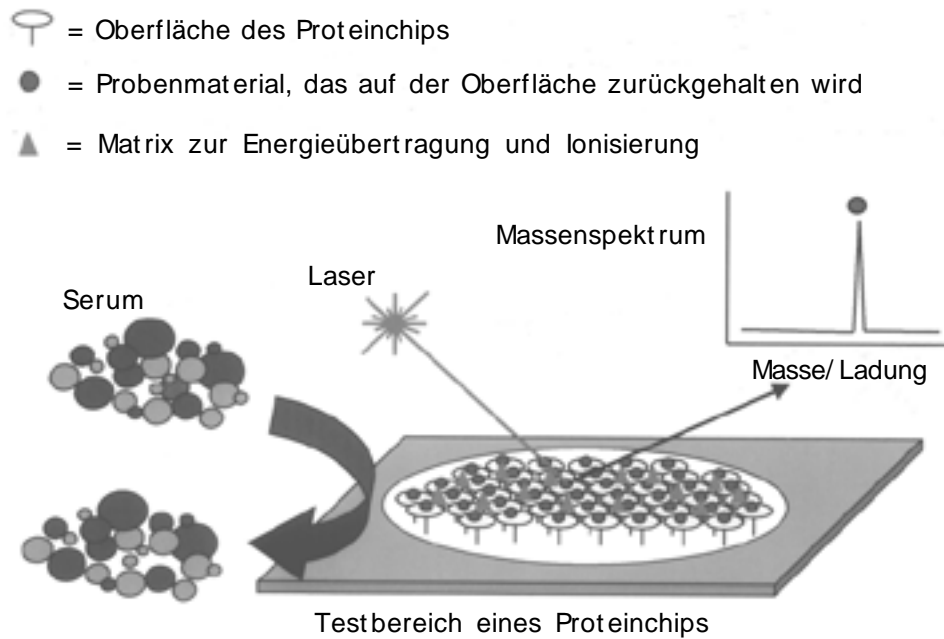 = Oberfläche des Proteinchips
= Probenmaterial, das auf der Oberfläche zurückgehalten wird
= Matrix zur Energieübertragung und Ionisierung
Massenspektrum
Laser
Serum
Masse/Ladung
Testbereich eines Proteinchips